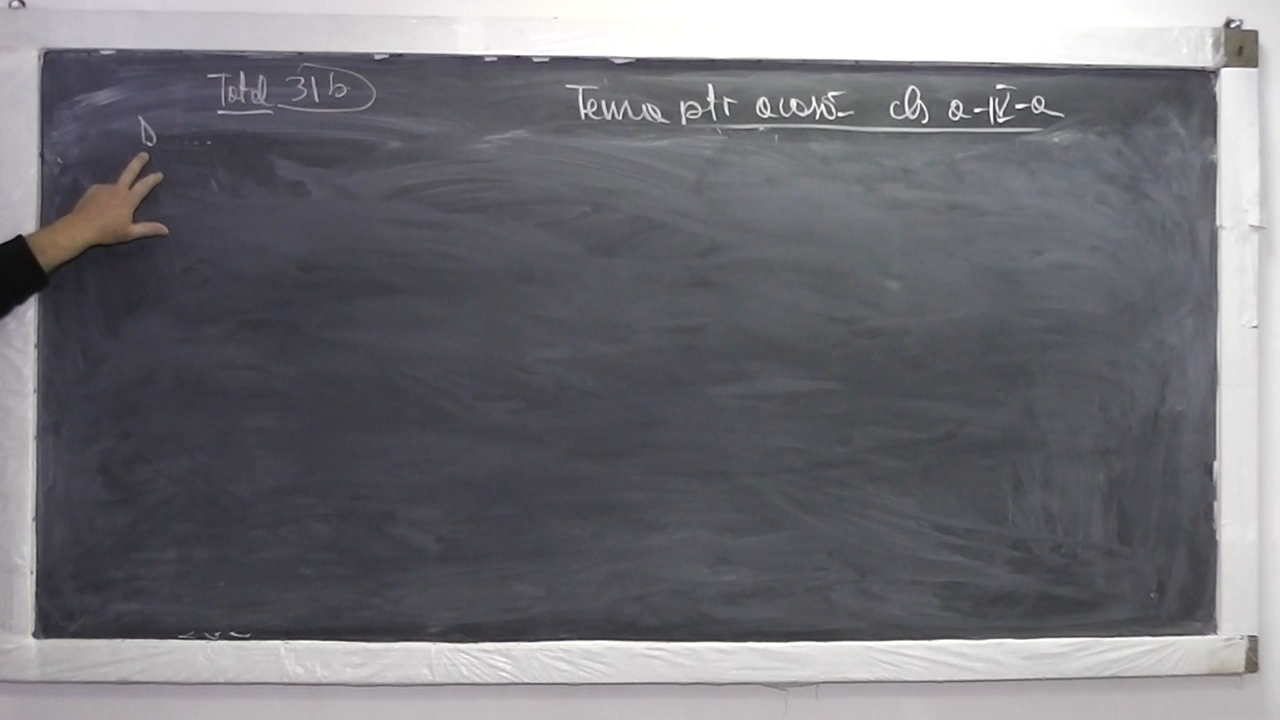 Total 31b
Tema ptr acasă cls a-IV-a
D ....